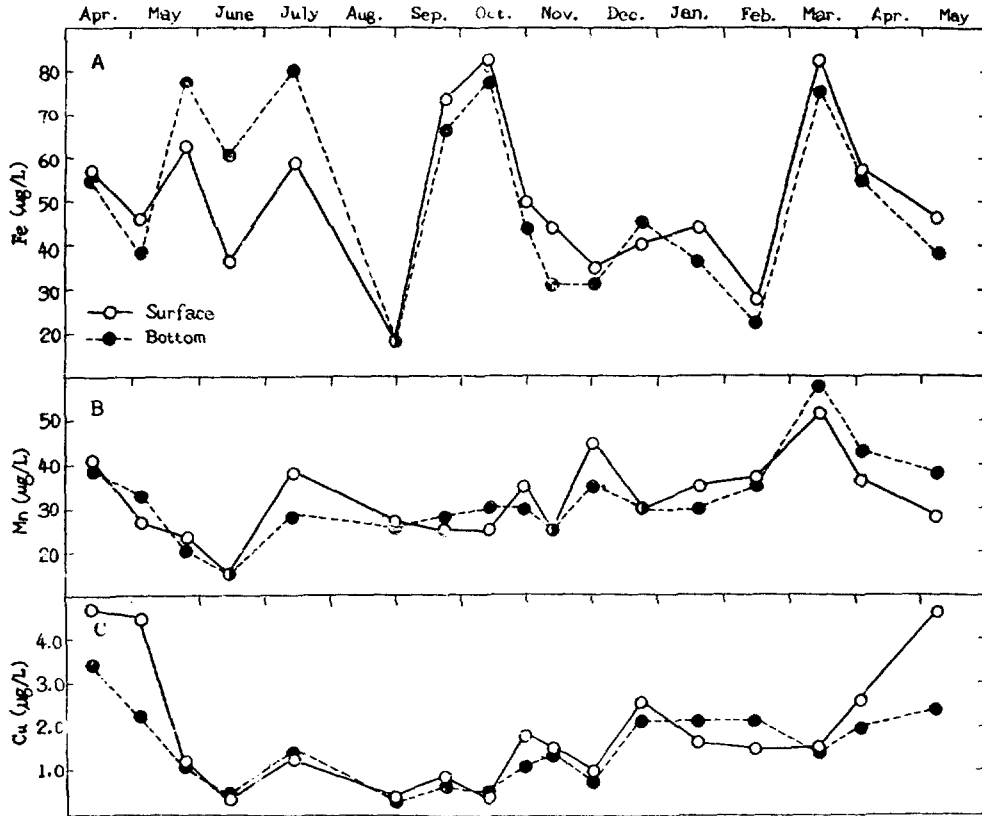 Apr. May June July Aug. Sep. Oct. Nov. Dec. Jan. Feb. Mar. Apr. May
A
80
70
60
50
40
30
20
Fe (µg/L)
Surface
Bottom
B
50
40
30
20
Mn (µg/L)
C
4.0
3.0
2.0
1.0
Cu (µg/L)